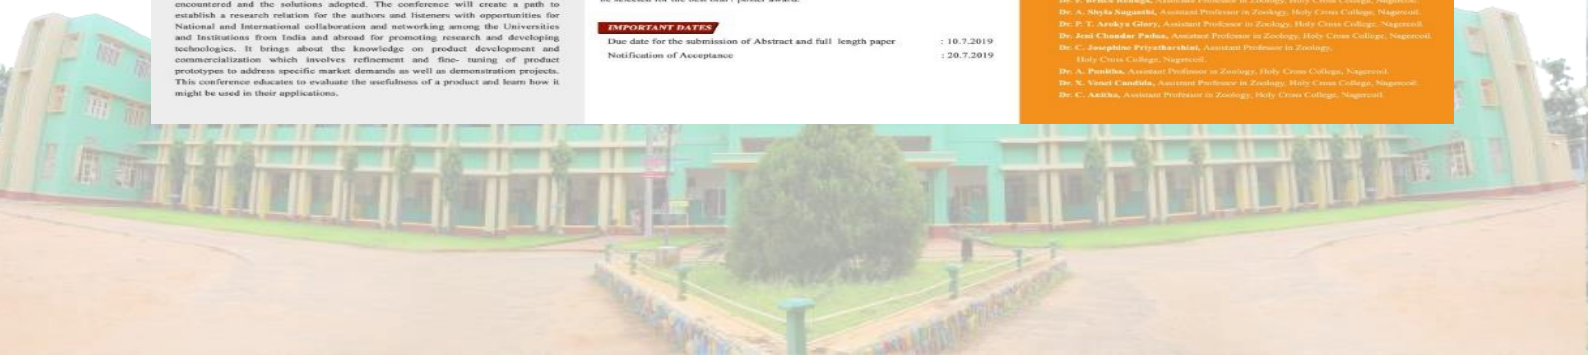 encountered and the solutions adopted. The conference will create a path to
establish a research relation for the authors and listeners with opportunities for
National and International collaboration and networking among the Universities
and Institutions from India and abroad for promoting research and developing
technologies. It brings about the knowledge on product development and
commercialization which involves refinement and fine- tuning of product
prototypes to address specific market demands as well as demonstration projects.
This conference educates to evaluate the usefulness of a product and learn how it
might be used in their applications.
IMPORTANT DATES
Due date for the submission of Abstract and full length paper : 10.7.2019
Notification of Acceptance : 20.7.2019
Assistant Professor in Zoology, Holy Cross College, Nagercoil.
Dr. A. Shyla Suganthi, Assistant Professor in Zoology, Holy Cross College, Nagercoil.
Dr. P. T. Arokya Glory, Assistant Professor in Zoology, Holy Cross College, Nagercoil.
Dr. Jeni Chandar Padua, Assistant Professor in Zoology, Holy Cross College, Nagercoil.
Dr. C. Josephine Priyatharshini, Assistant Professor in Zoology,
Holy Cross College, Nagercoil.
Dr. A. Punitha, Assistant Professor in Zoology, Holy Cross College, Nagercoil.
Dr. X. Venci Candida, Assistant Professor in Zoology, Holy Cross College, Nagercoil.
Dr. C. Anitha, Assistant Professor in Zoology, Holy Cross College, Nagercoil.